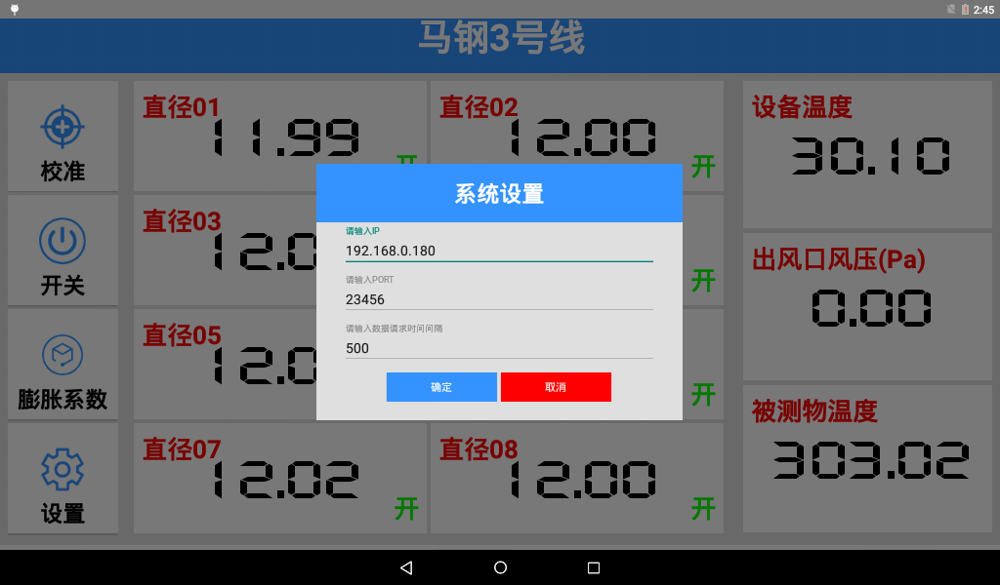 2:45
马钢3号线
校准
开关
膨胀系数
设置
直径01
11.99
开
直径02
12.00
开
直径03
12.0
开
直径05
12.0
开
直径07
12.02
开
直径08
12.00
开
设备温度
30.10
出风口风压(Pa)
0.00
被测物温度
303.02
系统设置
请输入IP
192.168.0.180
请输入PORT
23456
请输入数据请求时间间隔
500
确定
取消